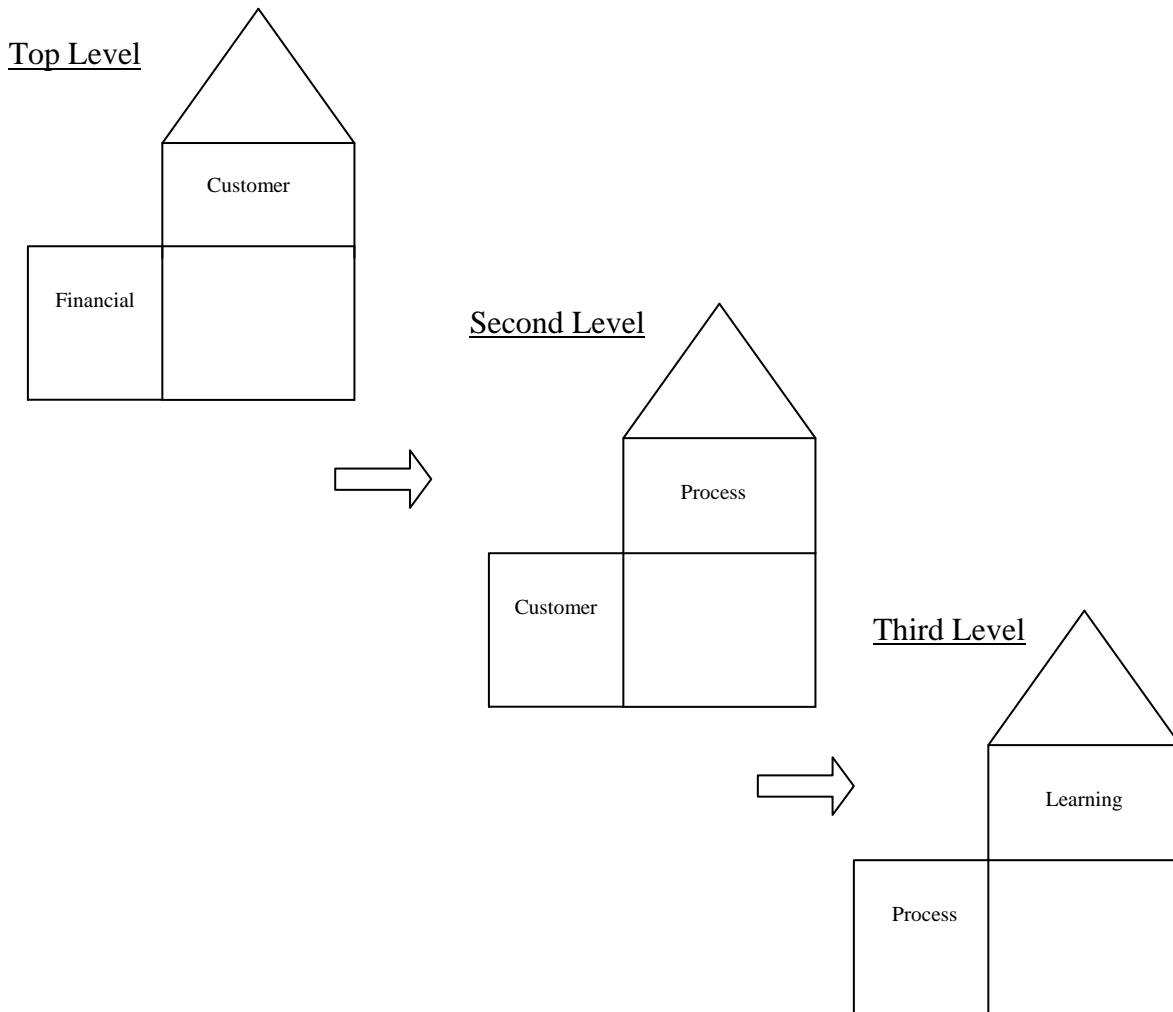 Top Level
Customer
Financial
Second Level
Process
Customer
Third Level
Learning
Process